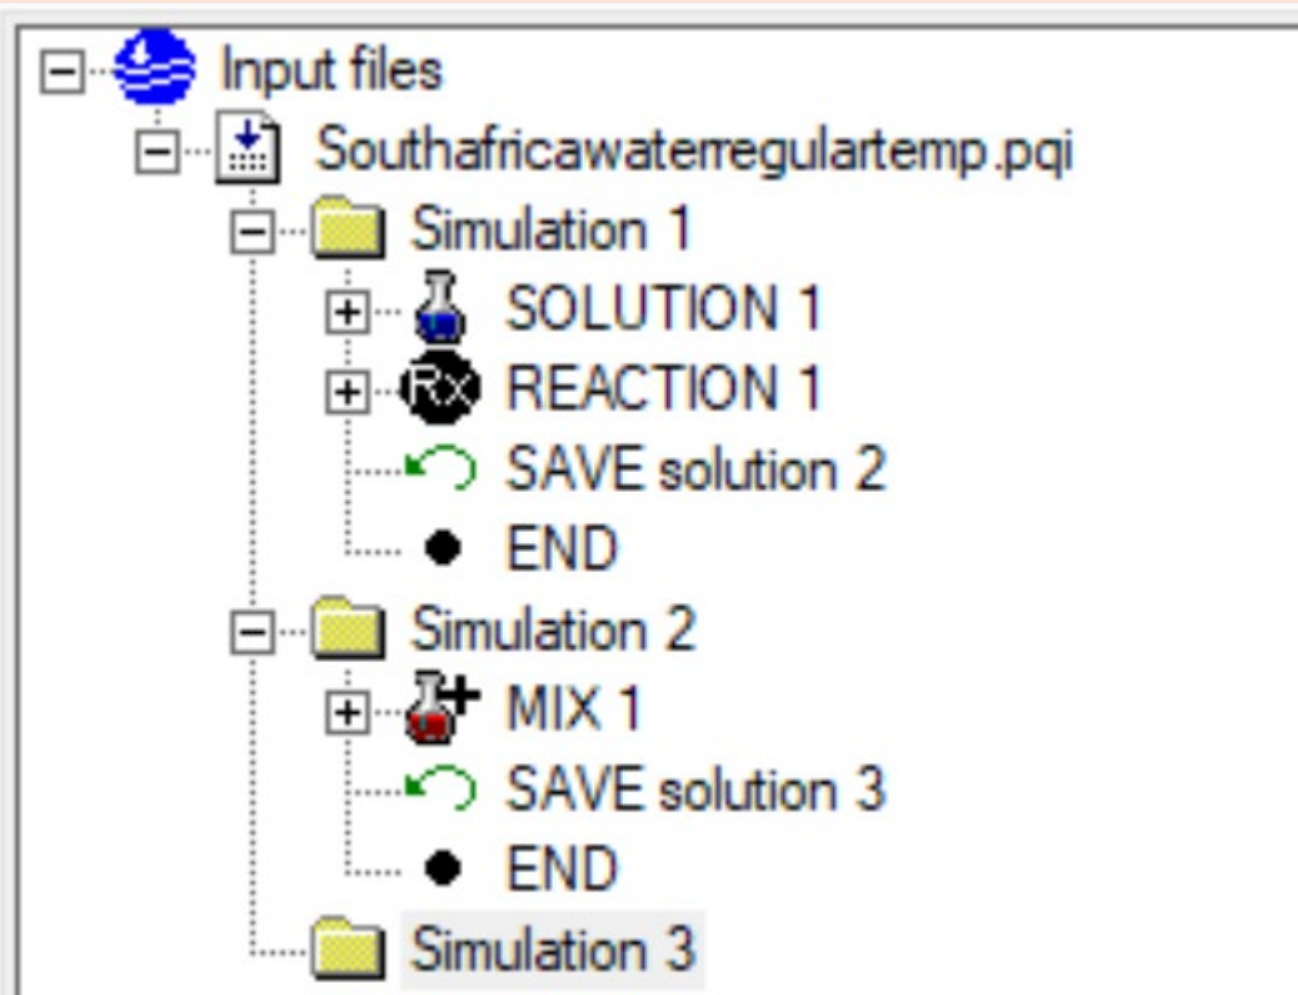 Input files
Southafricawaterregulartemp.pqi
Simulation 1
SOLUTION 1
Rx REACTION 1
SAVE solution 2
END
Simulation 2
MIX 1
SAVE solution 3
END
Simulation 3